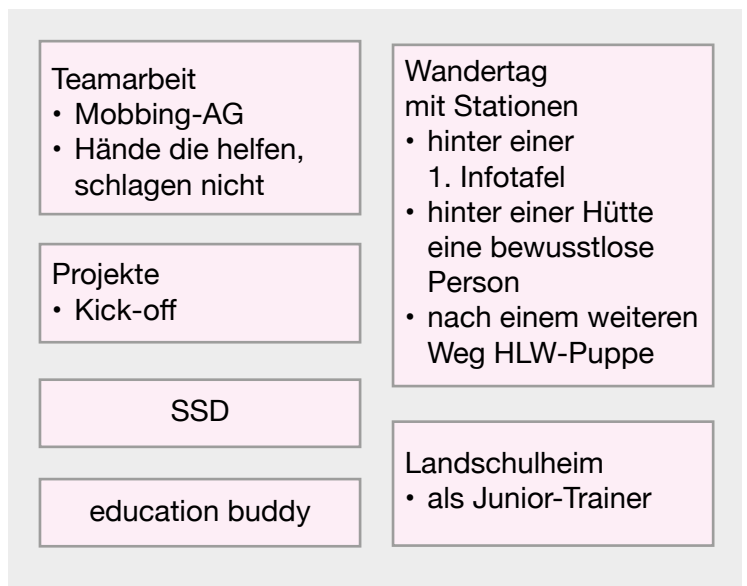 Teamarbeit
• Mobbing-AG
• Hände die helfen,
schlagen nicht
Projekte
• Kick-off
SSD
education buddy
Wandertag
mit Stationen
• hinter einer
1. Infotafel
• hinter einer Hütte
eine bewusstlose
Person
• nach einem weiteren
Weg HLW-Puppe
Landschulheim
• als Junior-Trainer